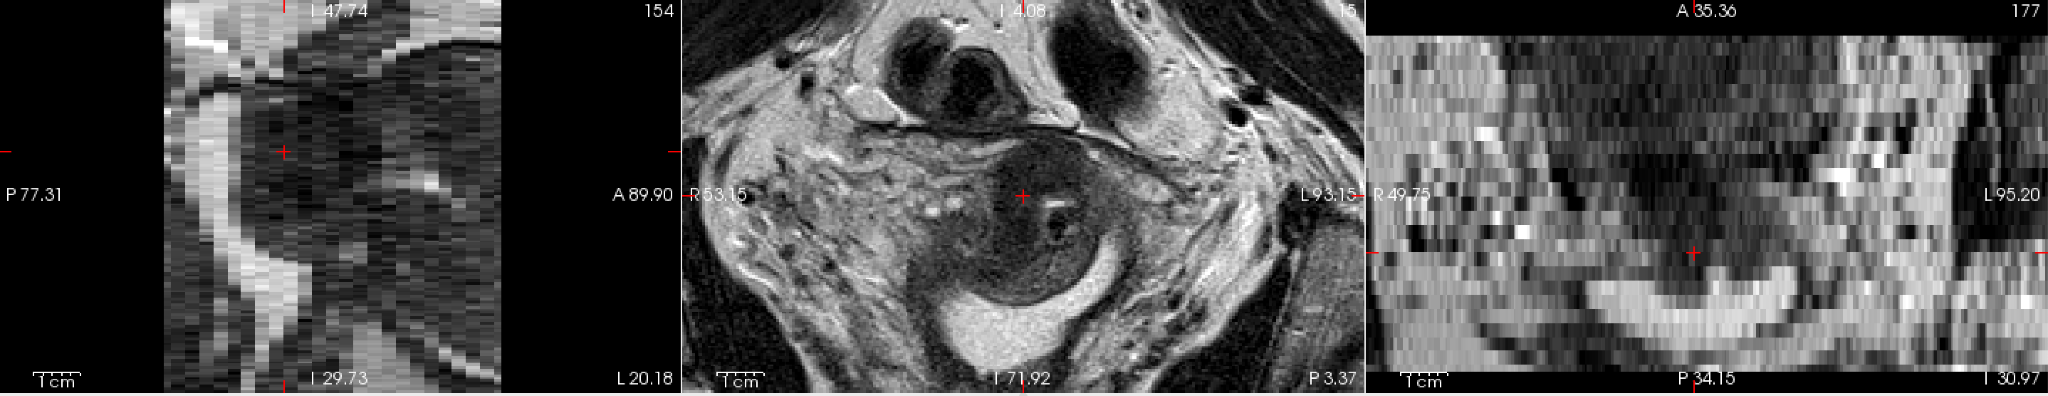 I 47.74
154
P 77.31
A 89.90
1cm
I 29.73
L 20.18
I 4.08
15
R 53.15
L 93.15
1cm
I 71.92
P 3.37
A 35.36
177
R 49.75
L 95.20
1cm
P 34.15
I 30.97